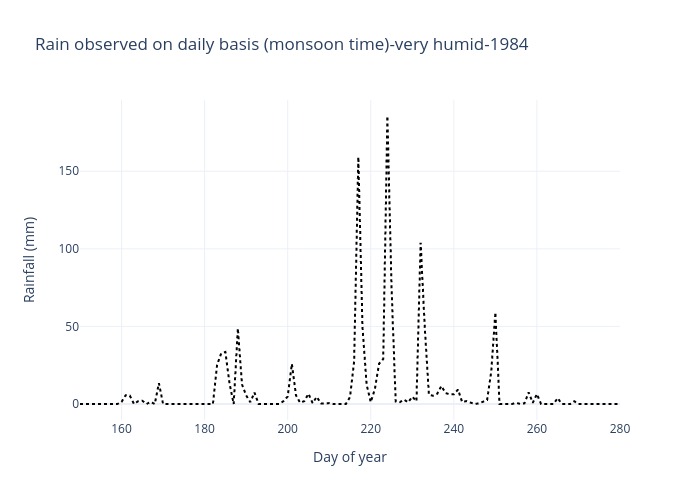 Rain observed on daily basis (monsoon time)-very humid-1984
150
100
50
0
Rainfall (mm)
160 180 200 220 240 260 280
Day of year